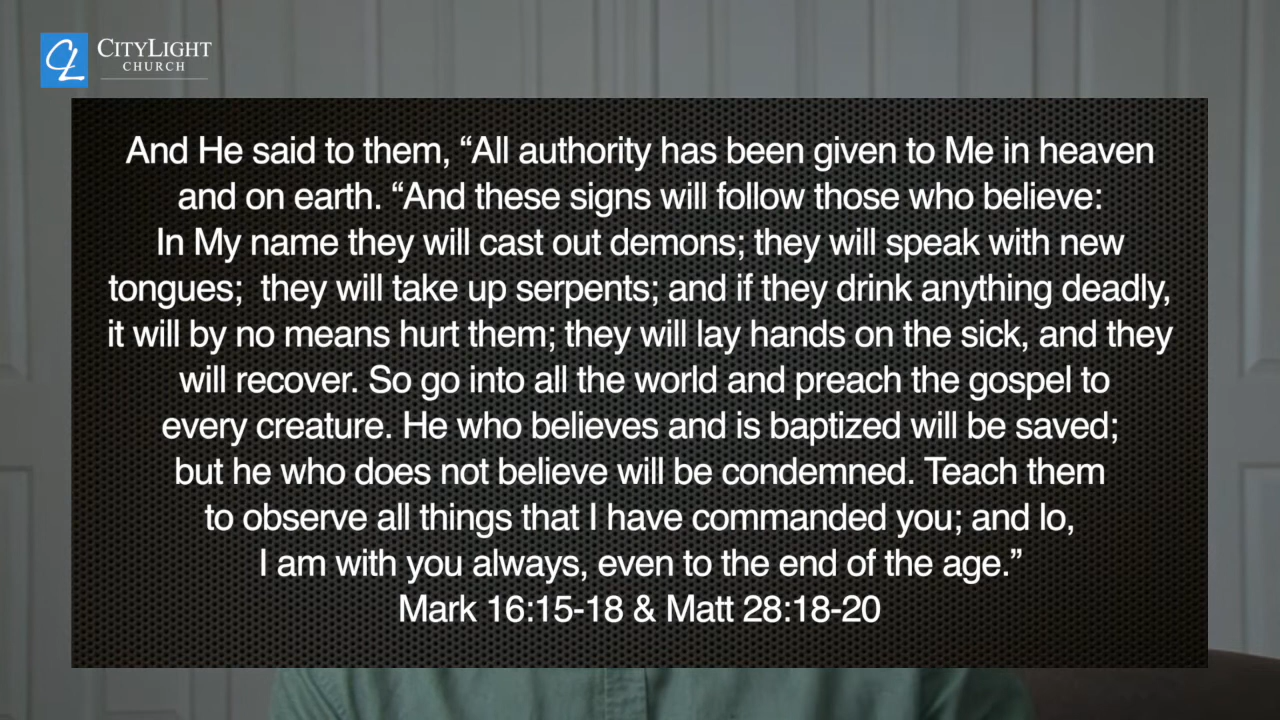 CL
CITYLIGHT
CHURCH
And He said to them, “All authority has been given to Me in heaven
and on earth. “And these signs will follow those who believe:
In My name they will cast out demons; they will speak with new
tongues;  they will take up serpents; and if they drink anything deadly,
it will by no means hurt them; they will lay hands on the sick, and they
will recover. So go into all the world and preach the gospel to
every creature. He who believes and is baptized will be saved;
but he who does not believe will be condemned. Teach them
to observe all things that I have commanded you; and lo,
I am with you always, even to the end of the age.”
Mark 16:15-18 & Matt 28:18-20